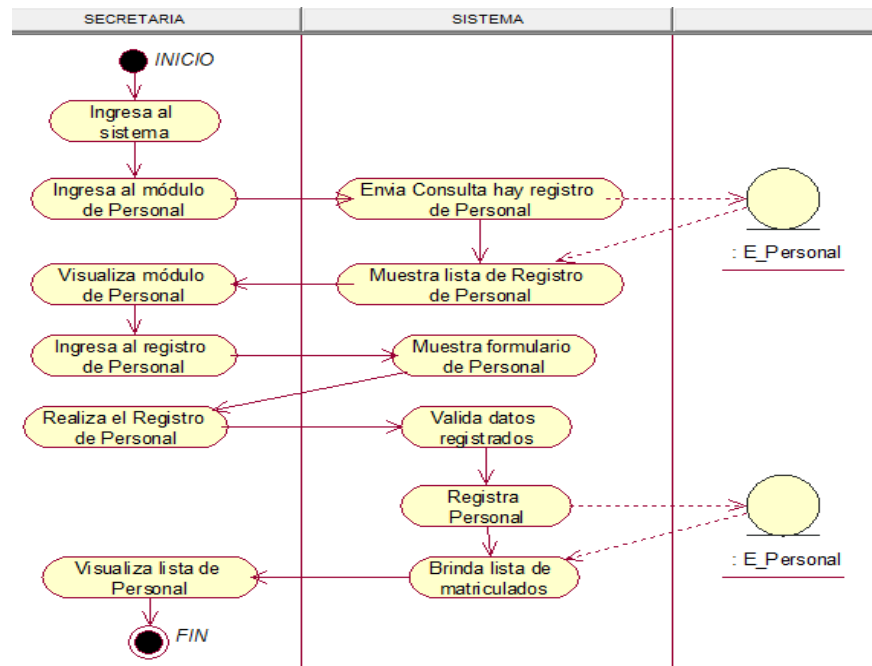 SECRETARIA
SISTEMA
INICIO
Ingresa al
sistema
Ingresa al módulo
de Personal
Envia Consulta hay registro
de Personal
: E_Personal
Visualiza módulo
de Personal
Muestra lista de Registro
de Personal
Ingresa al registro
de Personal
Muestra formulario
de Personal
Realiza el Registro
de Personal
Valida datos
registrados
Registra
Personal
: E_Personal
Visualiza lista de
Personal
Brinda lista de
matriculados
FIN